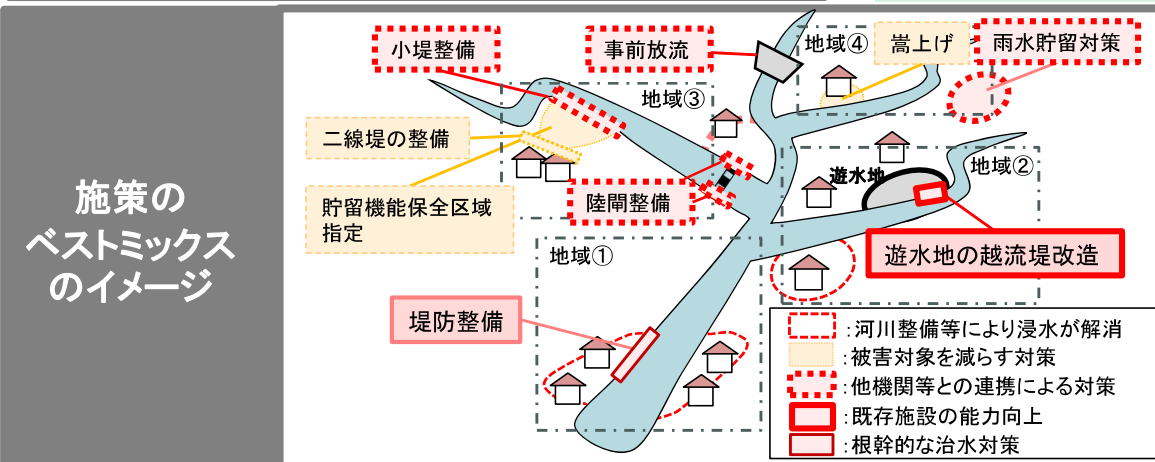 施策の
ベストミックス
のイメージ
小堤整備
事前放流
地域④
嵩上げ
雨水貯留対策
地域③
二線堤の整備
遊水地
地域②
貯留機能保全区域
指定
陸閘整備
地域①
遊水地の越流堤改造
堤防整備
:河川整備等により浸水が解消
:被害対象を減らす対策
:他機関等との連携による対策
:既存施設の能力向上
:根幹的な治水対策